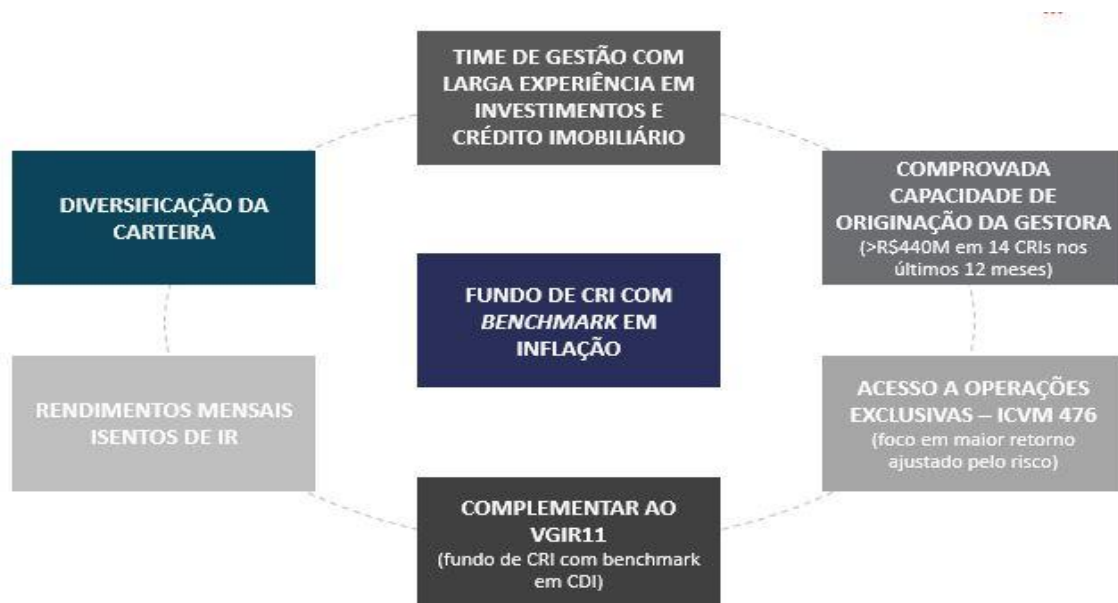 TIME DE GESTÃO COM
LARGA EXPERIÊNCIA EM
INVESTIMENTOS E
CRÉDITO IMOBILIÁRIO
DIVERSIFICAÇÃO DA
CARTEIRA
COMPROVADA
CAPACIDADE DE
ORIGINAÇÃO DA GESTORA
(>R$440M em 14 CRIs nos
últimos 12 meses)
FUNDO DE CRI COM
BENCHMARK EM
INFLAÇÃO
RENDIMENTOS MENSAIS
ISENTOS DE IR
ACESSO A OPERAÇÕES
EXCLUSIVAS – ICVM 476
(foco em maior retorno
ajustado pelo risco)
COMPLEMENTAR AO
VGIR11
(fundo de CRI com benchmark
em CDI)